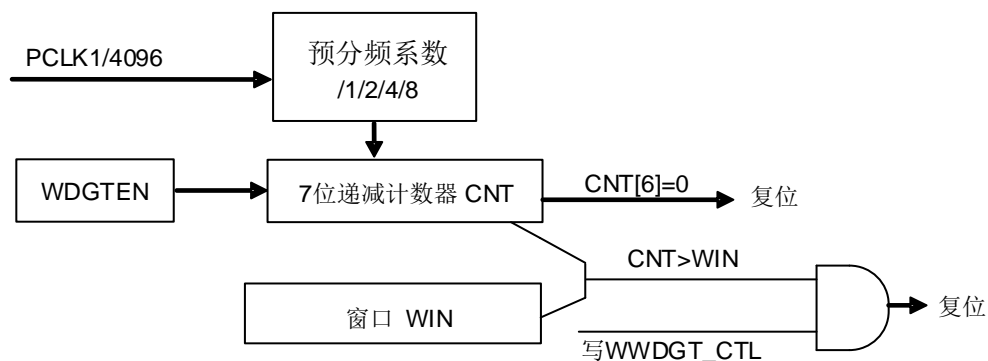 PCLK1/4096
预分频系数
/1/2/4/8
WDGTEN
7位递减计数器 CNT
CNT[6]=0
复位
CNT>WIN
窗口 WIN
复位
写WWDGT_CTL